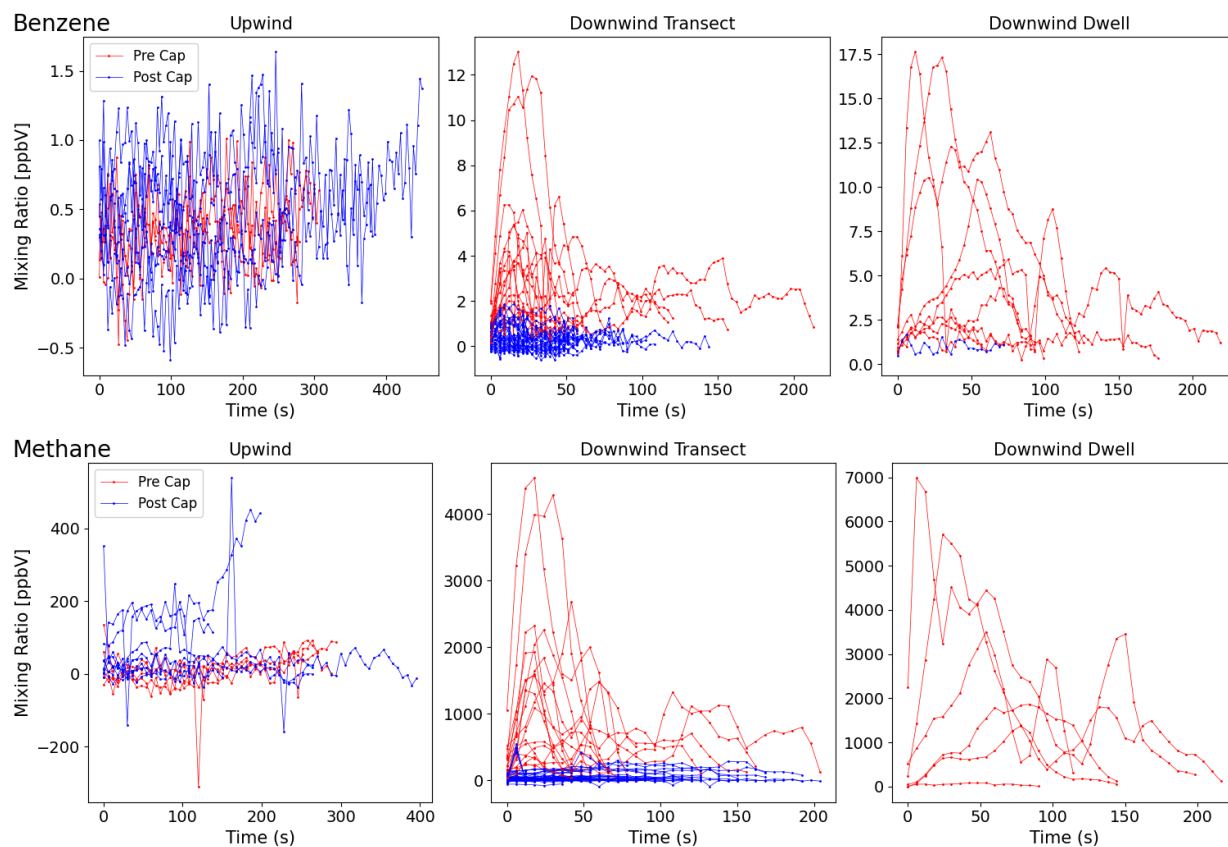 Benzene
Upwind
Downwind Transect
Downwind Dwell
Pre Cap
Post Cap
Mixing Ratio [ppbV]
1.5
1.0
0.5
0.0
−0.5
0 100 200 300 400
Time (s)
12
10
8
6
4
2
0
0 50 100 150 200
Time (s)
17.5
15.0
12.5
10.0
7.5
5.0
2.5
0.0
0 50 100 150 200
Time (s)
Methane
Upwind
Downwind Transect
Downwind Dwell
Pre Cap
Post Cap
Mixing Ratio [ppbV]
400
200
0
−200
0 100 200 300 400
Time (s)
4000
3000
2000
1000
0
0 50 100 150 200
Time (s)
7000
6000
5000
4000
3000
2000
1000
0
0 50 100 150 200
Time (s)